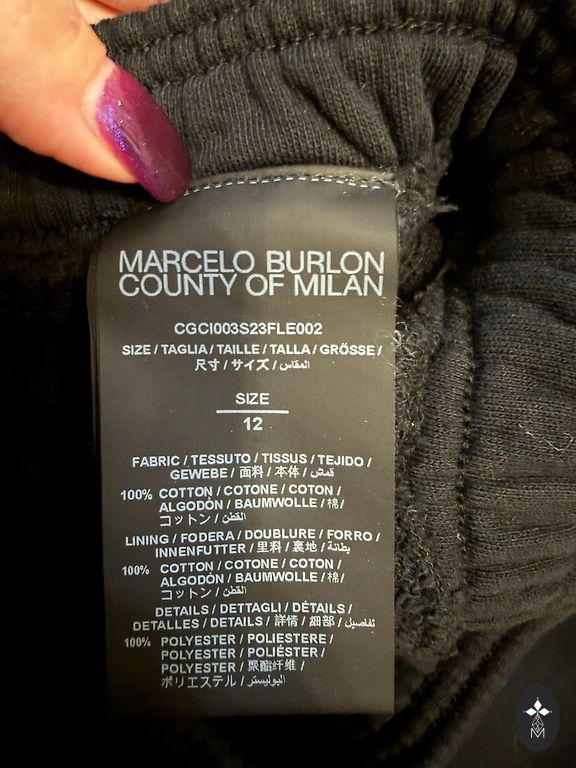 MARCELO BURLON
COUNTY OF MILAN
CGCI003S23FLE002
SIZE / TAGLIA / TAILLE / TALLA / GRÖSSE /
尺寸 / サイズ / المقاس /
SIZE
12
FABRIC / TESSUTO / TISSUS / TEJIDO /
GEWEBE / 面料 / 本体 / قماش /
100% COTTON / COTONE / COTON /
ALGODÓN / BAUMWOLLE / 棉 /
コットン / القطن /
LINING / FODERA / DOUBLURE / FORRO /
INNENFUTTER / 里料 / 裏地 / بطانة /
100% COTTON / COTONE / COTON /
ALGODÓN / BAUMWOLLE / 棉 /
コットン / القطن /
DETAILS / DETTAGLI / DÉTAILS /
DETALLES / DETAILS / 詳情 / 細部 / تفاصيل /
100% POLYESTER / POLIESTERE /
POLYESTER / POLIÉSTER /
POLYESTER / 聚酯纤维 /
ポリエステル / البوليستر /
M